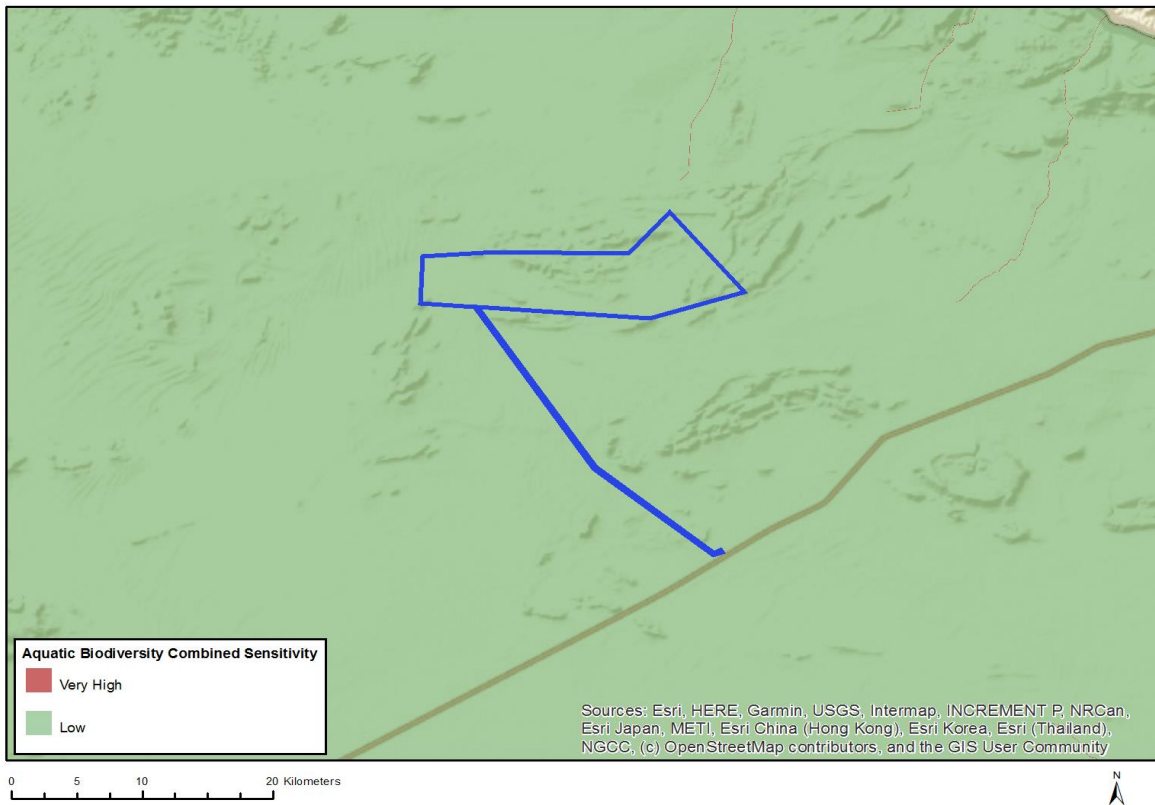 Aquatic Biodiversity Combined Sensitivity
Very High
Low
Sources: Esri, HERE, Garmin, USGS, Intermap, INCREMENT P, NRCan,
Esri Japan, METI, Esri China (Hong Kong), Esri Korea, Esri (Thailand),
NGCC, (c) OpenStreetMap contributors, and the GIS User Community
0 5 10 20 Kilometers
N